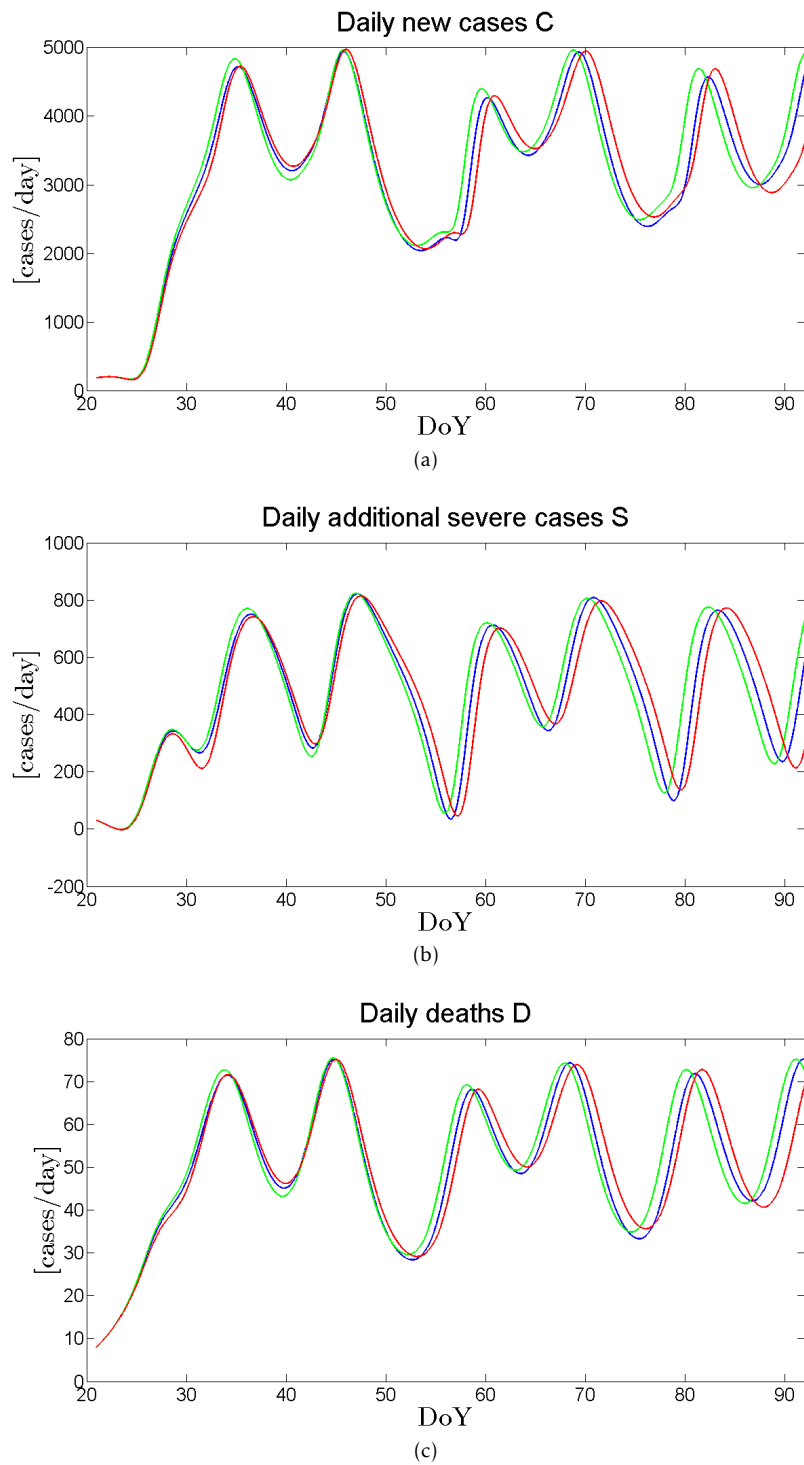 Daily new cases C
5000
4000
3000
2000
1000
0
[cases/day]
20 30 40 50 60 70 80 90
DoY
(a)
Daily additional severe cases S
1000
800
600
400
200
0
-200
[cases/day]
20 30 40 50 60 70 80 90
DoY
(b)
Daily deaths D
80
70
60
50
40
30
20
10
0
[cases/day]
20 30 40 50 60 70 80 90
DoY
(c)